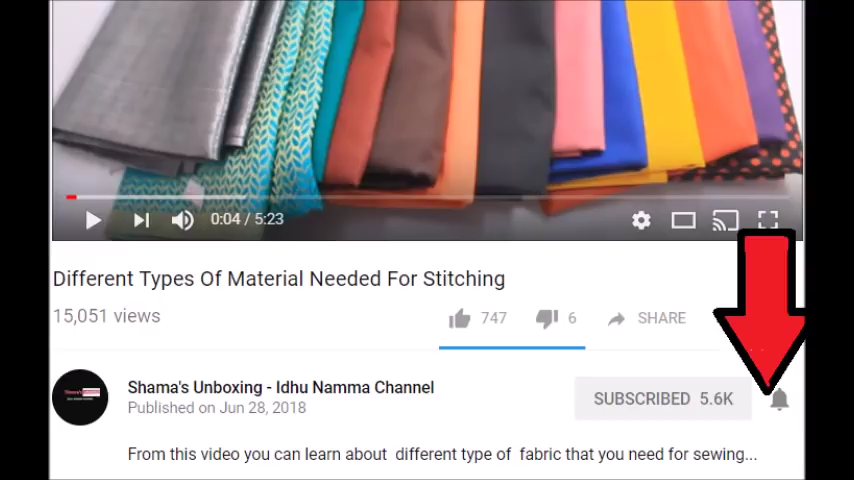 0:04 / 5:23
Different Types Of Material Needed For Stitching
15,051 views
747
6
SHARE
Shama's Unboxing - Idhu Namma Channel
SUBSCRIBED 5.6K
Published on Jun 28, 2018
From this video you can learn about different type of fabric that you need for sewing...